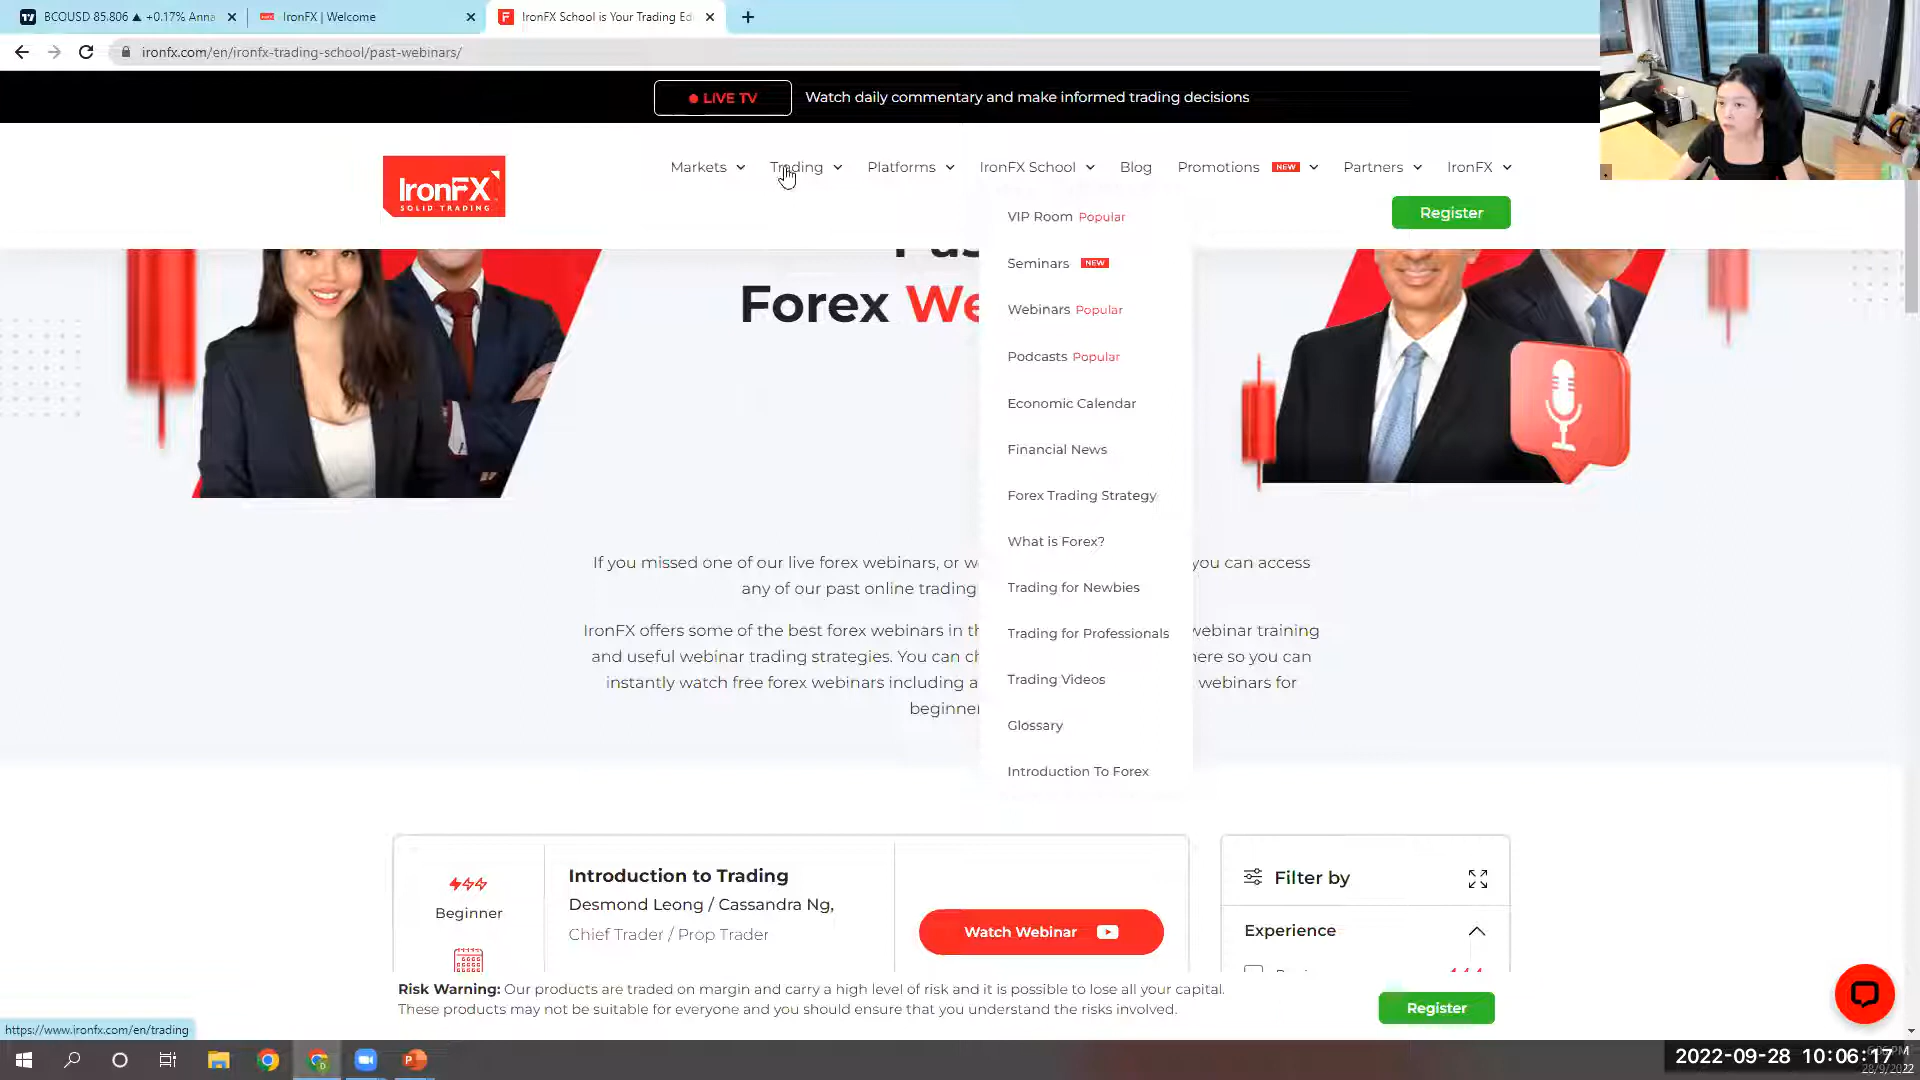 BCOUSD 85.806 ▲ +0.17% Anna
IronFX | Welcome
IronFX School is Your Trading Ed
ironfx.com/en/ironfx-trading-school/past-webinars/
LIVE TV
Watch daily commentary and make informed trading decisions
IronFX
SOLID TRADING
Markets
Trading
Platforms
IronFX School
Blog
Promotions NEW
Partners
IronFX
Register
VIP Room Popular
Seminars NEW
Webinars Popular
Podcasts Popular
Economic Calendar
Financial News
Forex Trading Strategy
What is Forex?
Trading for Newbies
Trading for Professionals
Trading Videos
Glossary
Introduction To Forex
Forex We
If you missed one of our live forex webinars, or w
you can access
any of our past online trading
IronFX offers some of the best forex webinars in th
webinar training
and useful webinar trading strategies. You can ch
here so you can
instantly watch free forex webinars including a
webinars for
beginner
Beginner
Introduction to Trading
Desmond Leong / Cassandra Ng,
Chief Trader / Prop Trader
Watch Webinar
Filter by
Experience
Risk Warning: Our products are traded on margin and carry a high level of risk and it is possible to lose all your capital.
These products may not be suitable for everyone and you should ensure that you understand the risks involved.
Register
https://www.ironfx.com/en/trading
2022-09-28 10:06:17
28/9/2022